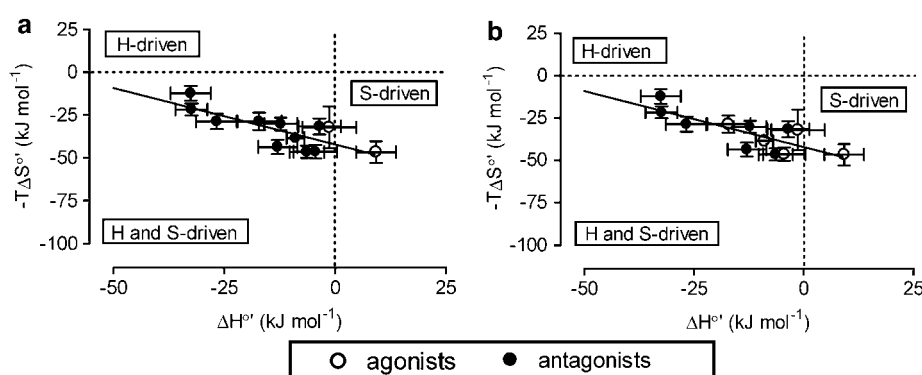 a
H-driven
S-driven
H and S-driven
25
0
-25
-50
-75
-100
-TΔS°' (kJ mol⁻¹)
-50
-25
0
25
ΔH°' (kJ mol⁻¹)
b
H-driven
S-driven
H and S-driven
25
0
-25
-50
-75
-100
-TΔS°' (kJ mol⁻¹)
-50
-25
0
25
ΔH°' (kJ mol⁻¹)
agonists
antagonists